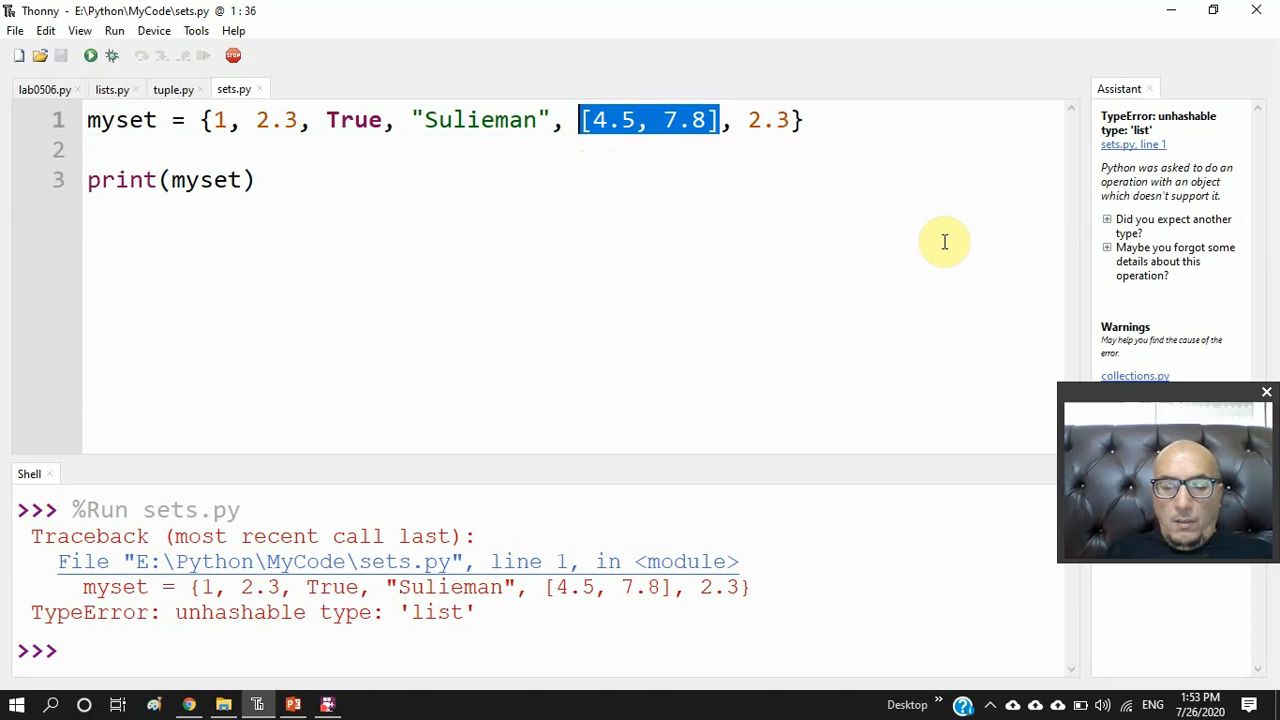 Thonny - E:\Python\MyCode\sets.py @ 1:36
File Edit View Run Device Tools Help
STOP
lab0506.py × lists.py × tuple.py × sets.py ×
1 myset = {1, 2.3, True, "Sulieman", [4.5, 7.8], 2.3}
2
3 print(myset)
Assistant ×
TypeError: unhashable
type: 'list'
sets.py, line 1
Python was asked to do an
operation with an object
which doesn't support it.
Did you expect another
type?
Maybe you forgot some
details about this
operation?
Warnings
May help you find the cause of the
error.
collections.py
Shell ×
>>> %Run sets.py
Traceback (most recent call last):
File "E:\Python\MyCode\sets.py", line 1, in <module>
myset = {1, 2.3, True, "Sulieman", [4.5, 7.8], 2.3}
TypeError: unhashable type: 'list'
>>>
Desktop » ENG 1:53 PM
7/26/2020